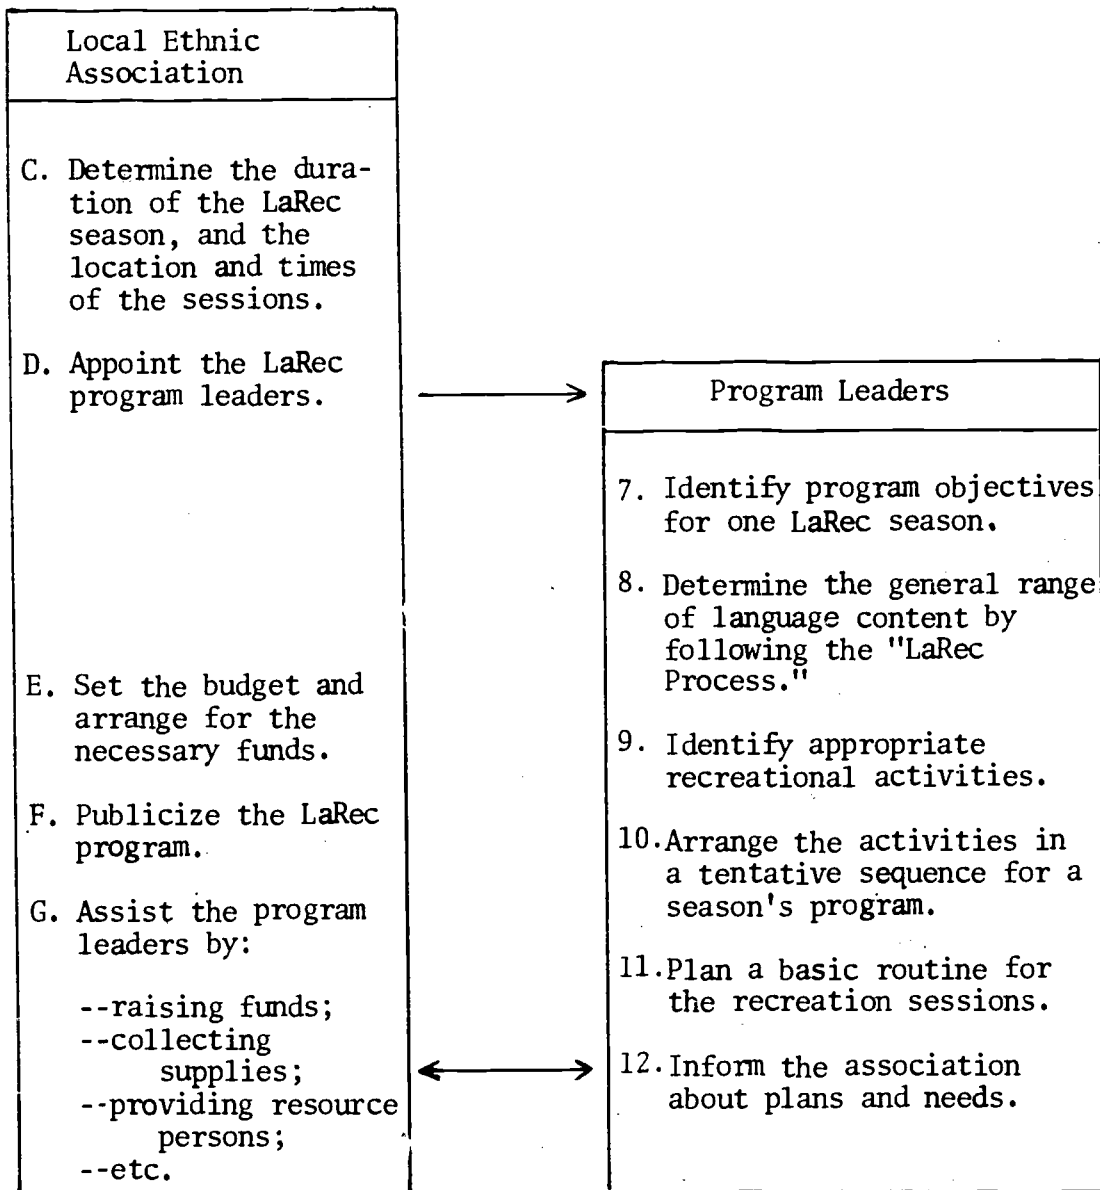 Local Ethnic
Association
C. Determine the dura-
tion of the LaRec
season, and the
location and times
of the sessions.
D. Appoint the LaRec
program leaders.
E. Set the budget and
arrange for the
necessary funds.
F. Publicize the LaRec
program.
G. Assist the program
leaders by:
--raising funds;
--collecting
supplies;
--providing resource
persons;
--etc.
Program Leaders
7. Identify program objectives
for one LaRec season.
8. Determine the general range
of language content by
following the "LaRec
Process."
9. Identify appropriate
recreational activities.
10.Arrange the activities in
a tentative sequence for a
season's program.
11.Plan a basic routine for
the recreation sessions.
12.Inform the association
about plans and needs.